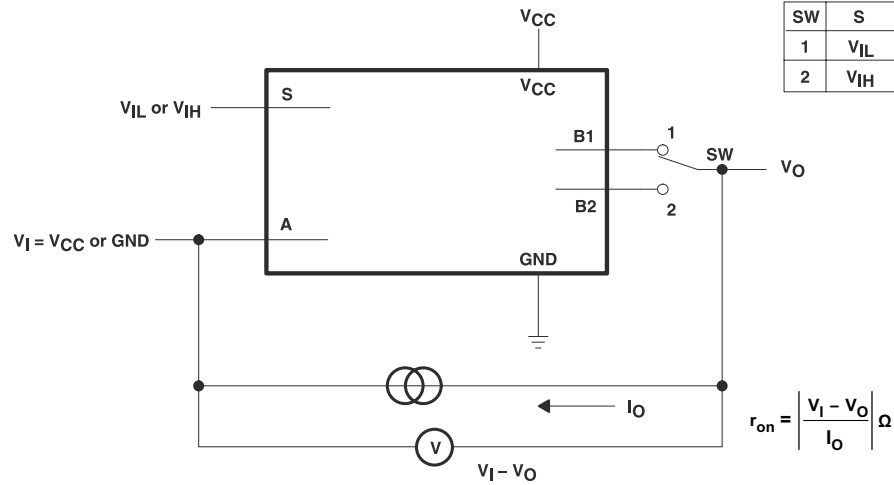 VCC
SW S
1 VIL
2 VIH
VCC
S
VIL or VIH
B1 1
SW
VO
B2 2
A
VI = VCC or GND
GND
IO
ron = | VI – VO / IO | Ω
V
VI – VO